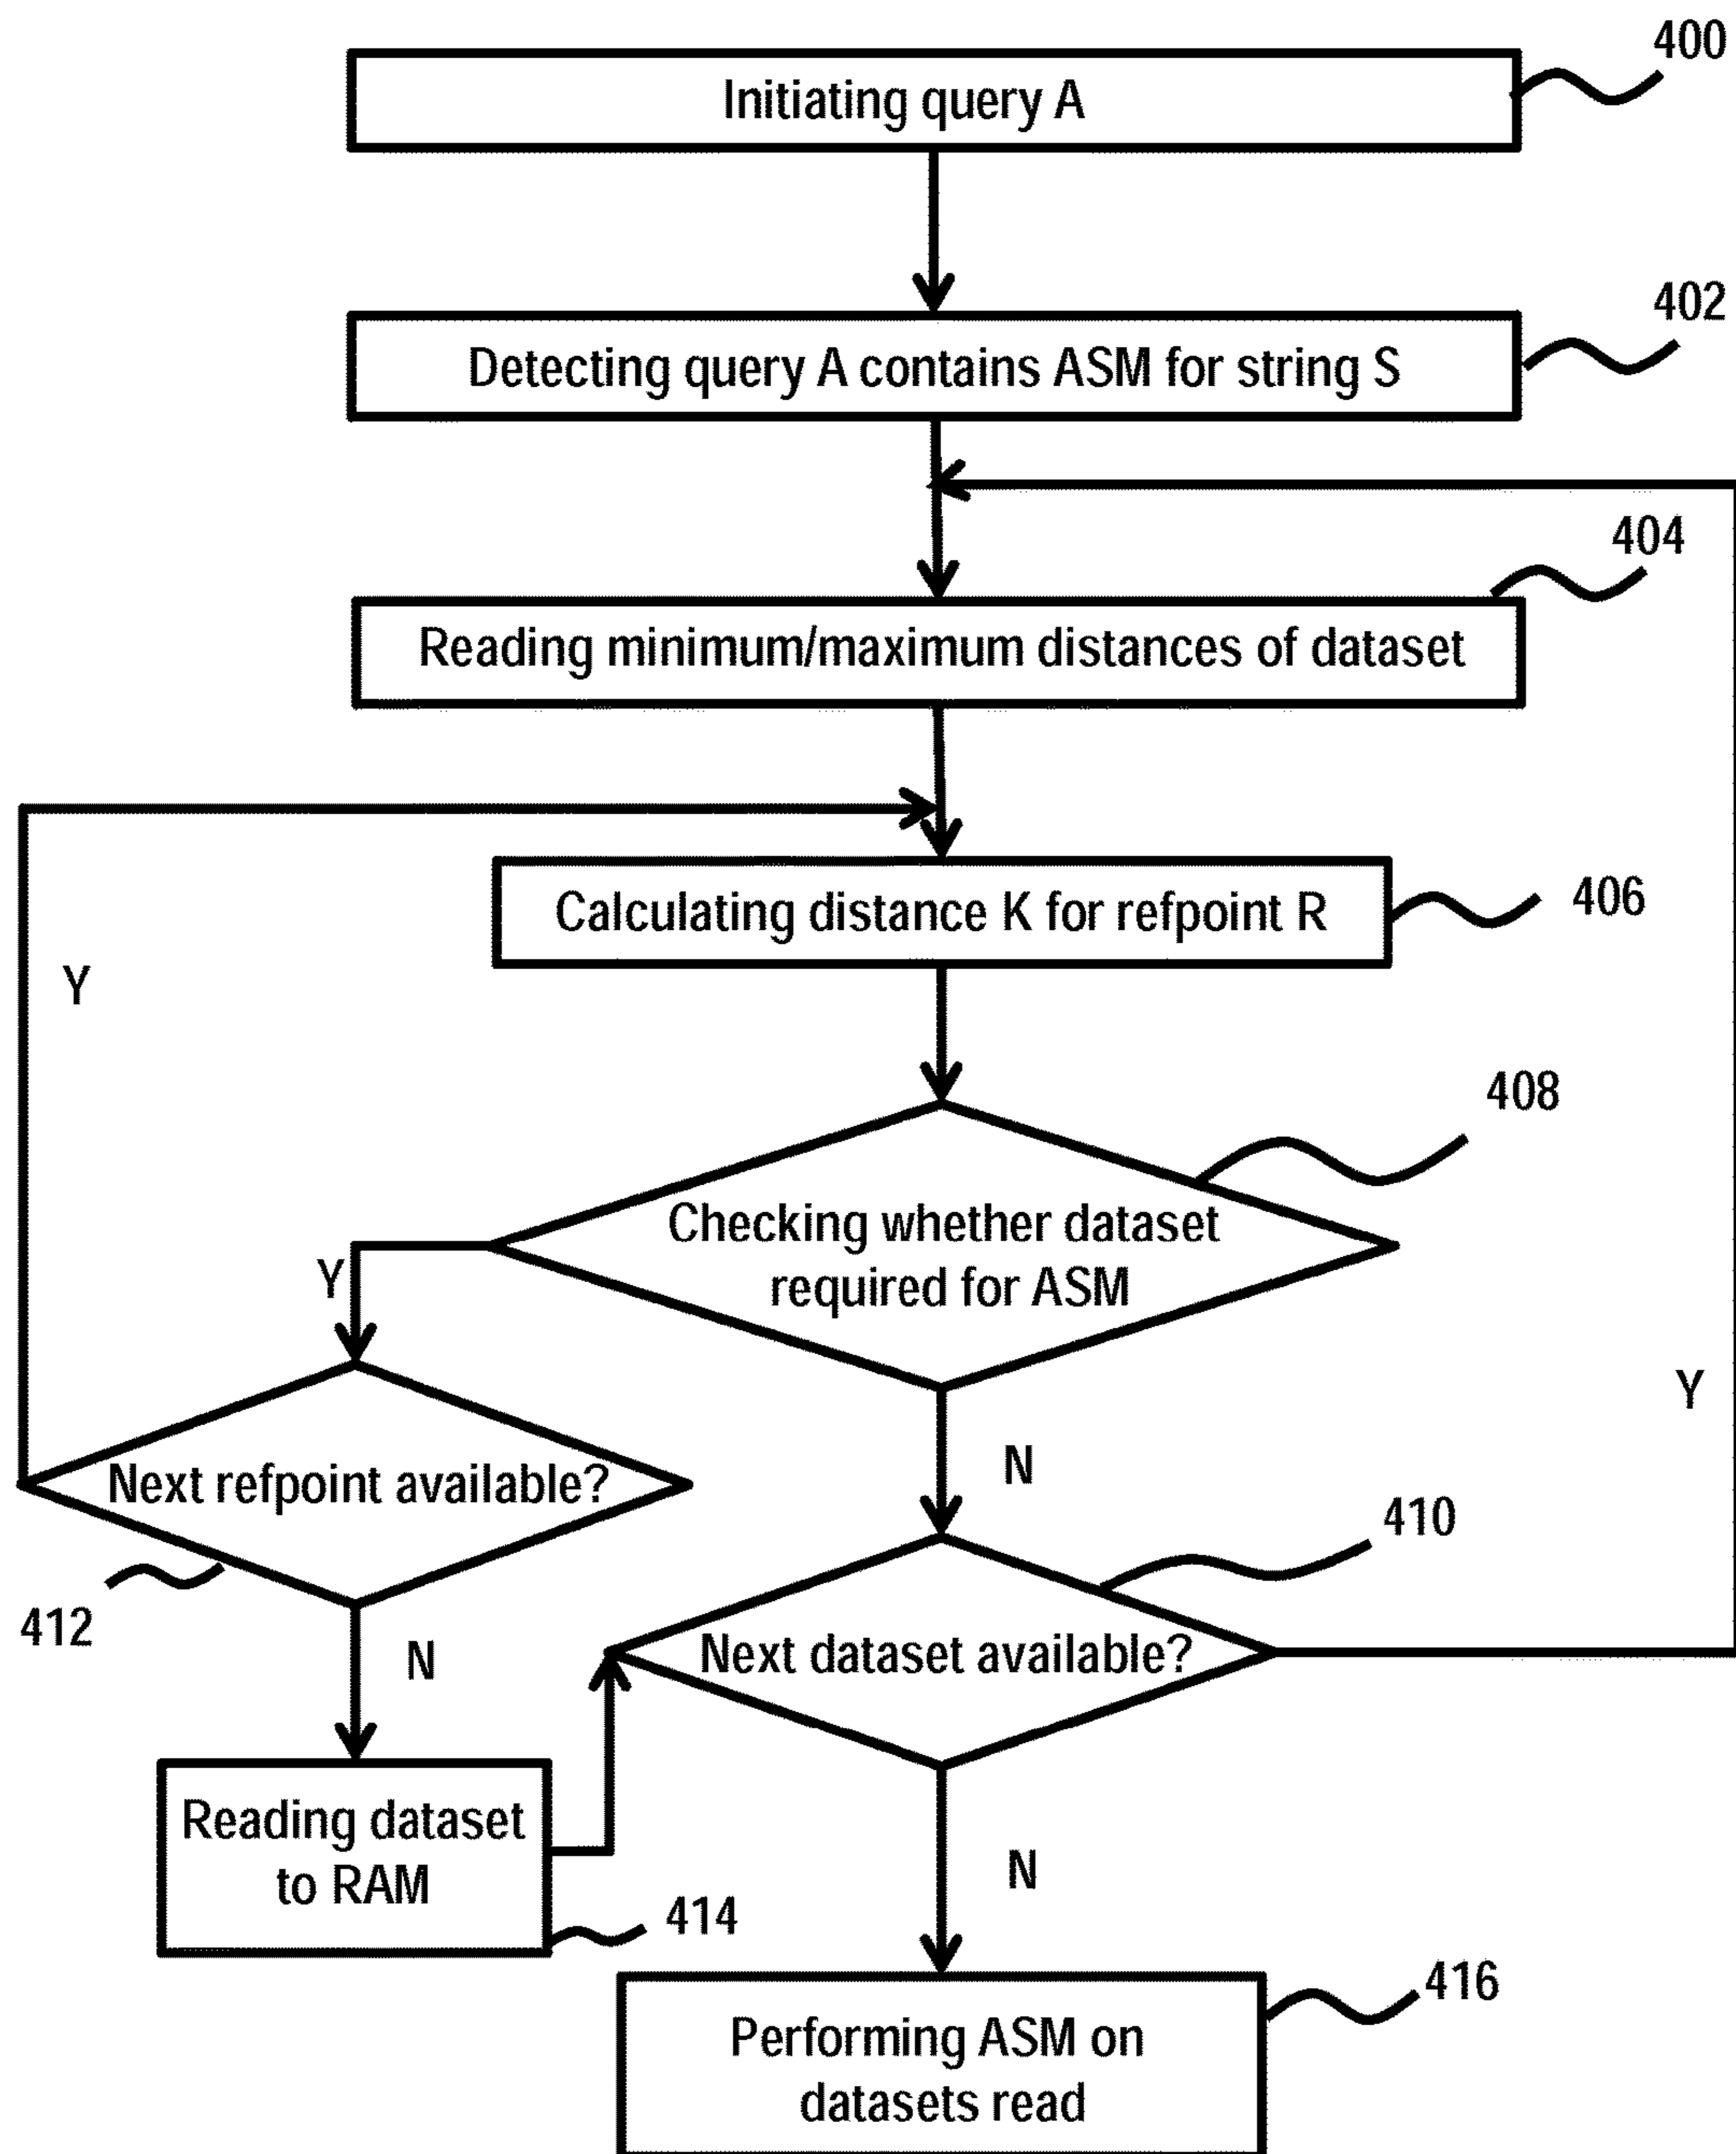 400
Initiating query A
402
Detecting query A contains ASM for string S
404
Reading minimum/maximum distances of dataset
Calculating distance K for refpoint R
406
Y
408
Checking whether dataset
required for ASM
Y
Y
N
Next refpoint available?
410
412
N
Next dataset available?
Reading dataset
to RAM
N
414
416
Performing ASM on
datasets read